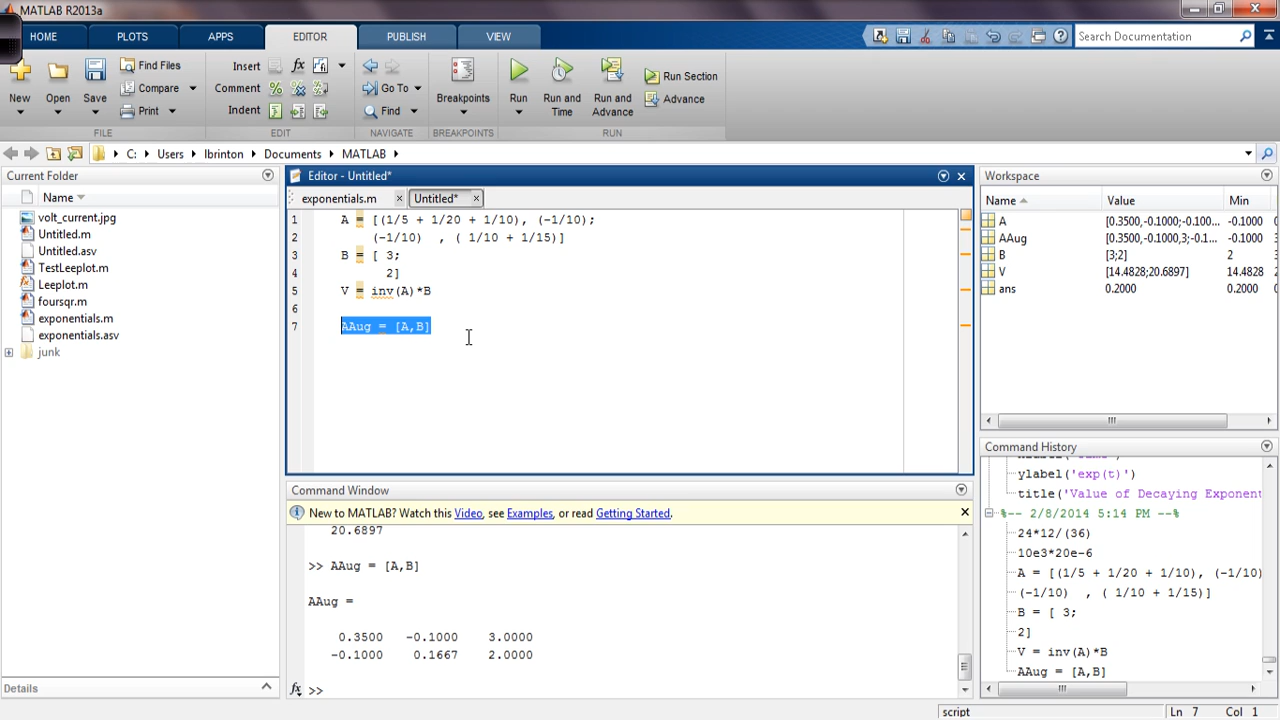 MATLAB R2013a
HOME PLOTS APPS EDITOR PUBLISH VIEW Search Documentation
New Open Save Find Files Compare Print
FILE
Insert Comment Indent
EDIT
Go To Find
NAVIGATE
Breakpoints
BREAKPOINTS
Run Run and Time Run and Advance Run Section Advance
RUN
C: Users lbrinton Documents MATLAB
Current Folder
Name
volt_current.jpg
Untitled.m
Untitled.asv
TestLeeplot.m
Leeplot.m
foursqr.m
exponentials.m
exponentials.asv
junk
Details
Editor - Untitled*
exponentials.m Untitled*
1 A = [(1/5 + 1/20 + 1/10), (-1/10);
2 (-1/10) , ( 1/10 + 1/15)]
3 B = [ 3;
4 2]
5 V = inv(A)*B
6
7 AAug = [A,B]
Command Window
New to MATLAB? Watch this Video, see Examples, or read Getting Started.
20.6897
>> AAug = [A,B]
AAug =
0.3500 -0.1000 3.0000
-0.1000 0.1667 2.0000
fx >>
Workspace
Name Value Min
A [0.3500,-0.1000;-0.100... -0.1000
AAug [0.3500,-0.1000,3;-0.1... -0.1000
B [3;2] 2
V [14.4828;20.6897] 14.4828
ans 0.2000 0.2000
Command History
ylabel('exp(t)')
title('Value of Decaying Exponent
%-- 2/8/2014 5:14 PM --%
24*12/(36)
10e3*20e-6
A = [(1/5 + 1/20 + 1/10), (-1/10)
(-1/10) , ( 1/10 + 1/15)]
B = [ 3;
2]
V = inv(A)*B
AAug = [A,B]
script Ln 7 Col 1